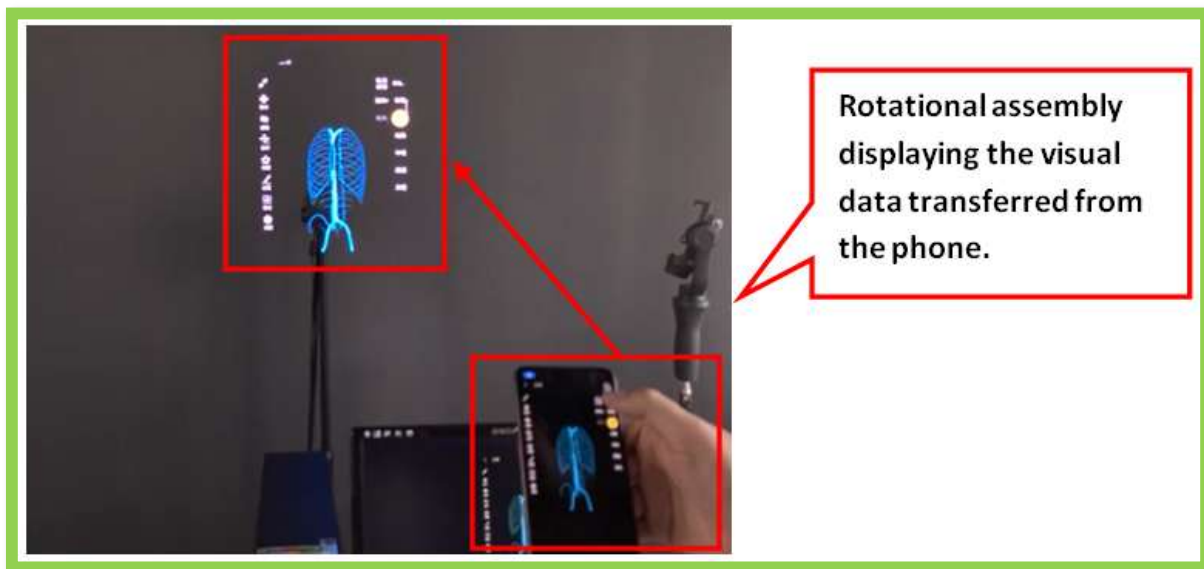 Rotational assembly
displaying the visual
data transferred from
the phone.